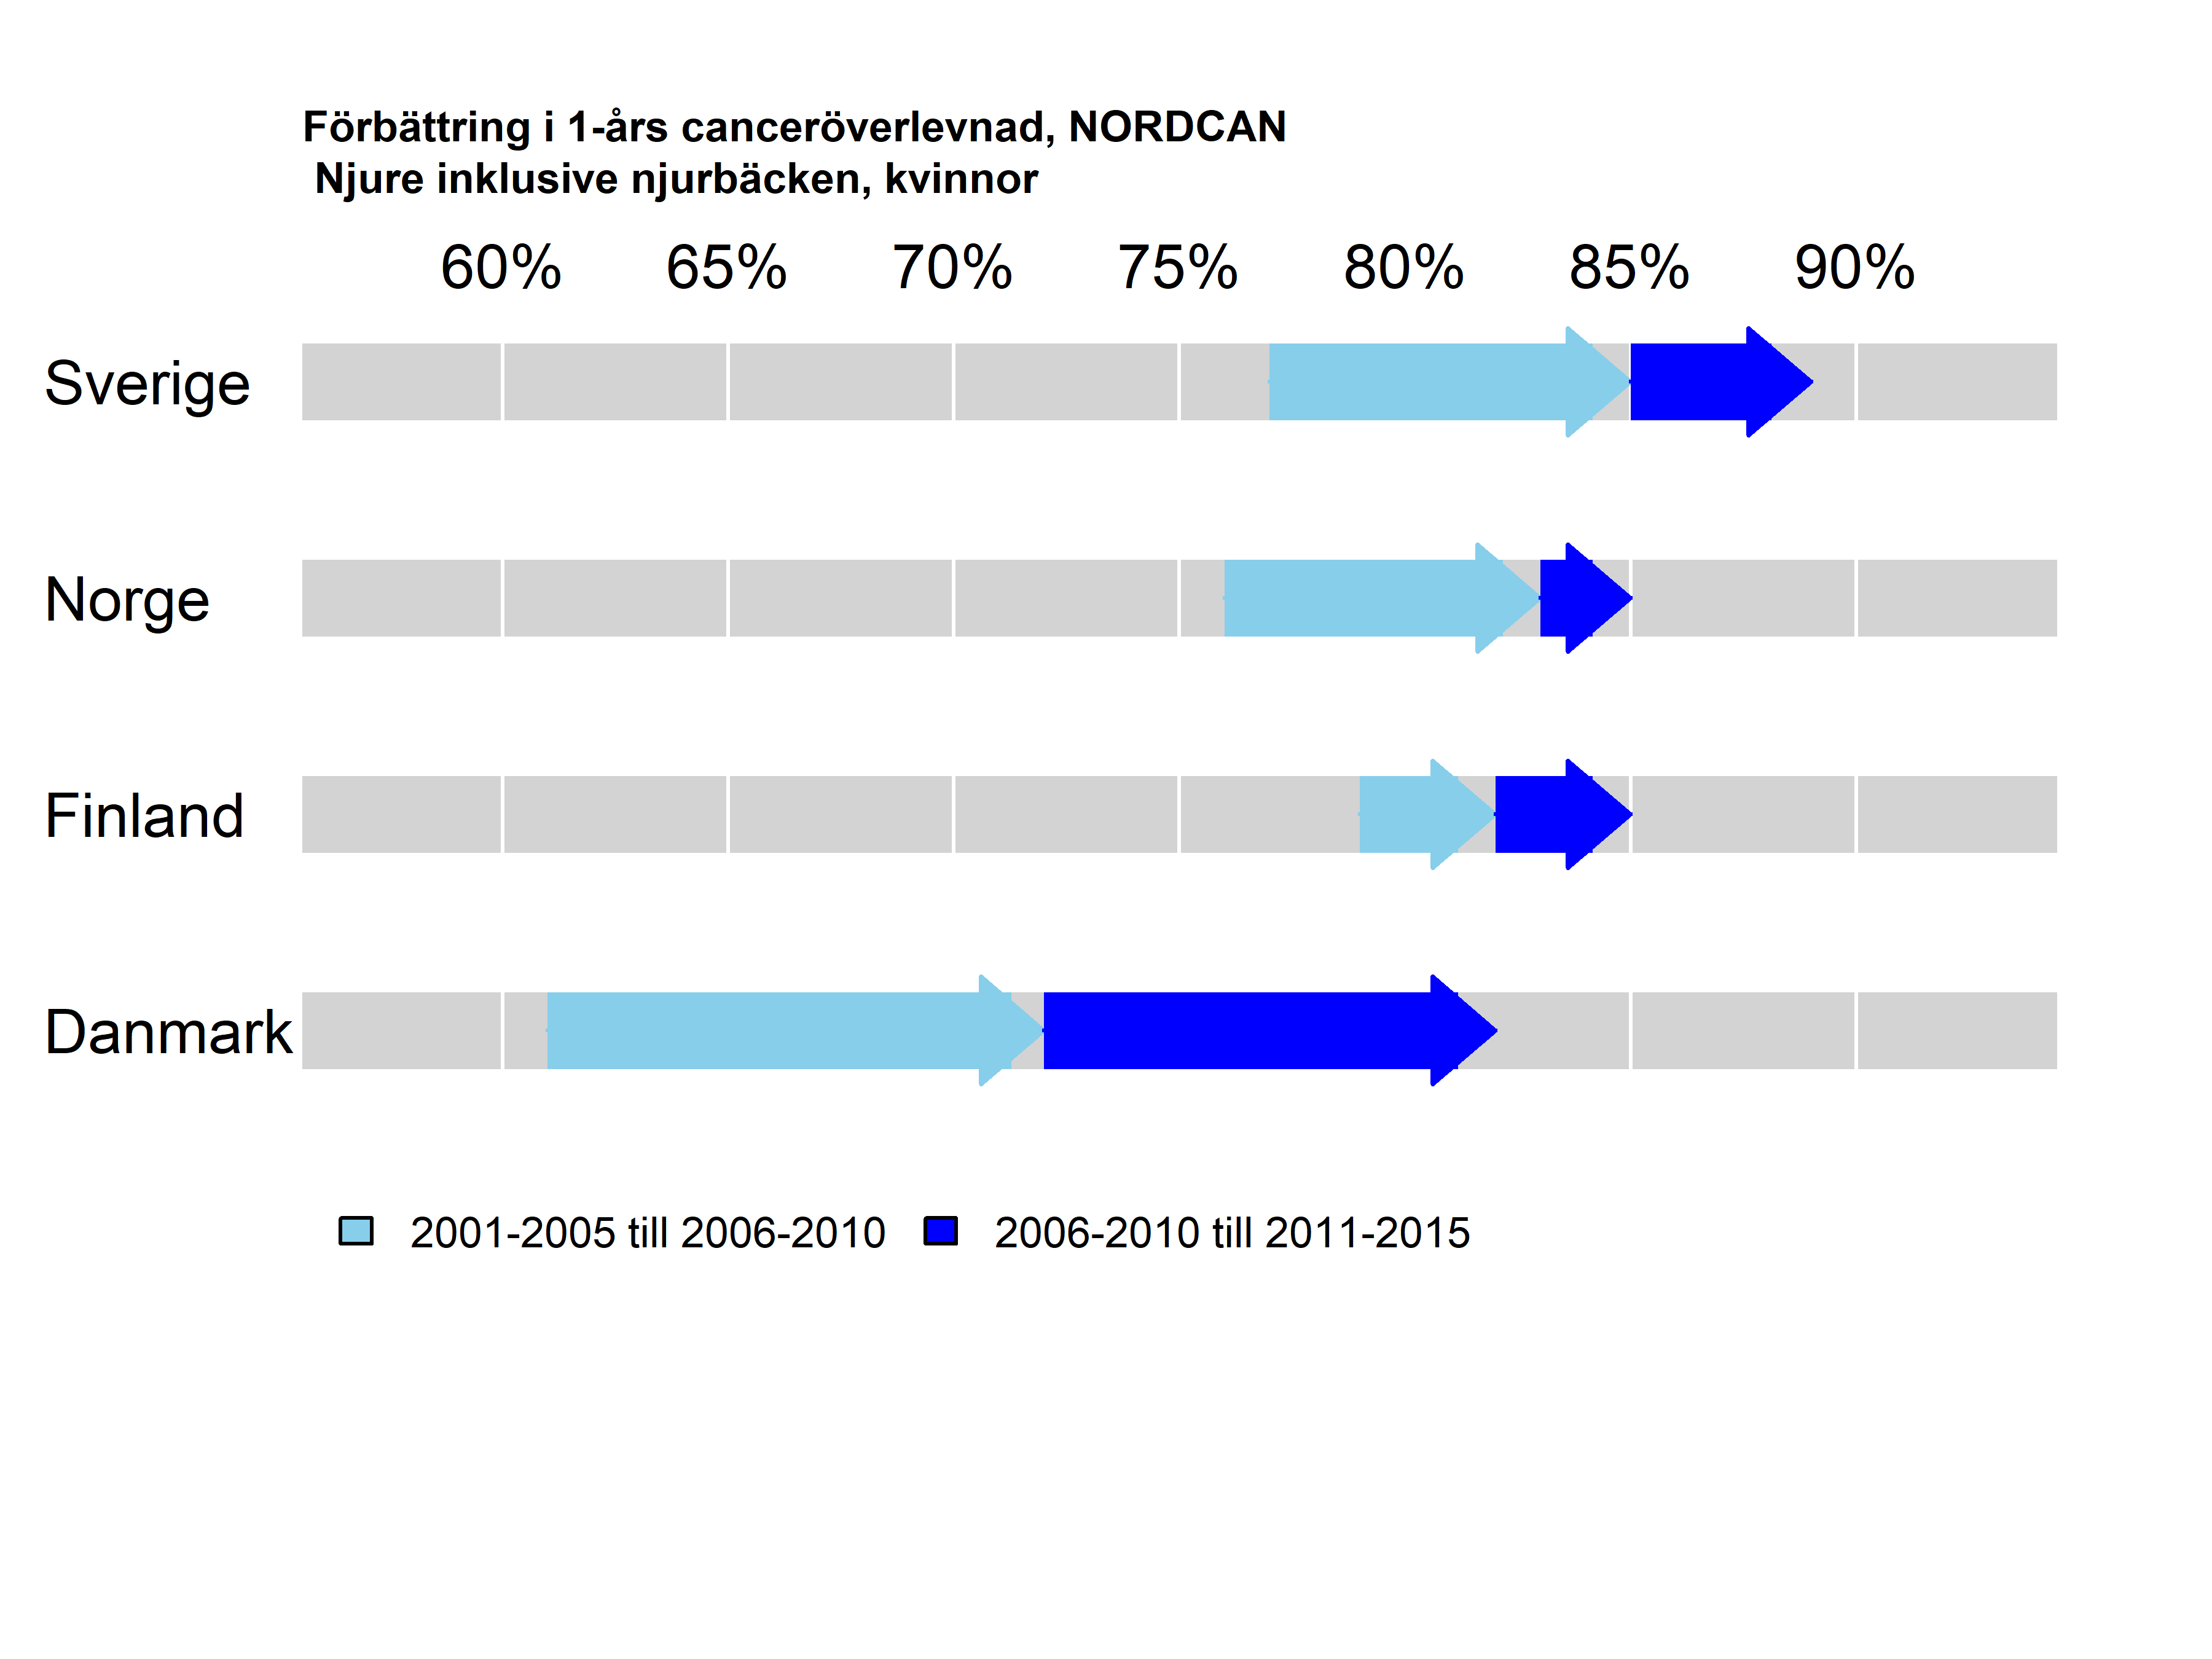 Förbättring i 1-års canceröverlevnad, NORDCAN
Njure inklusive njurbäcken, kvinnor
60% 65% 70% 75% 80% 85% 90%
Sverige
Norge
Finland
Danmark
2001-2005 till 2006-2010 2006-2010 till 2011-2015